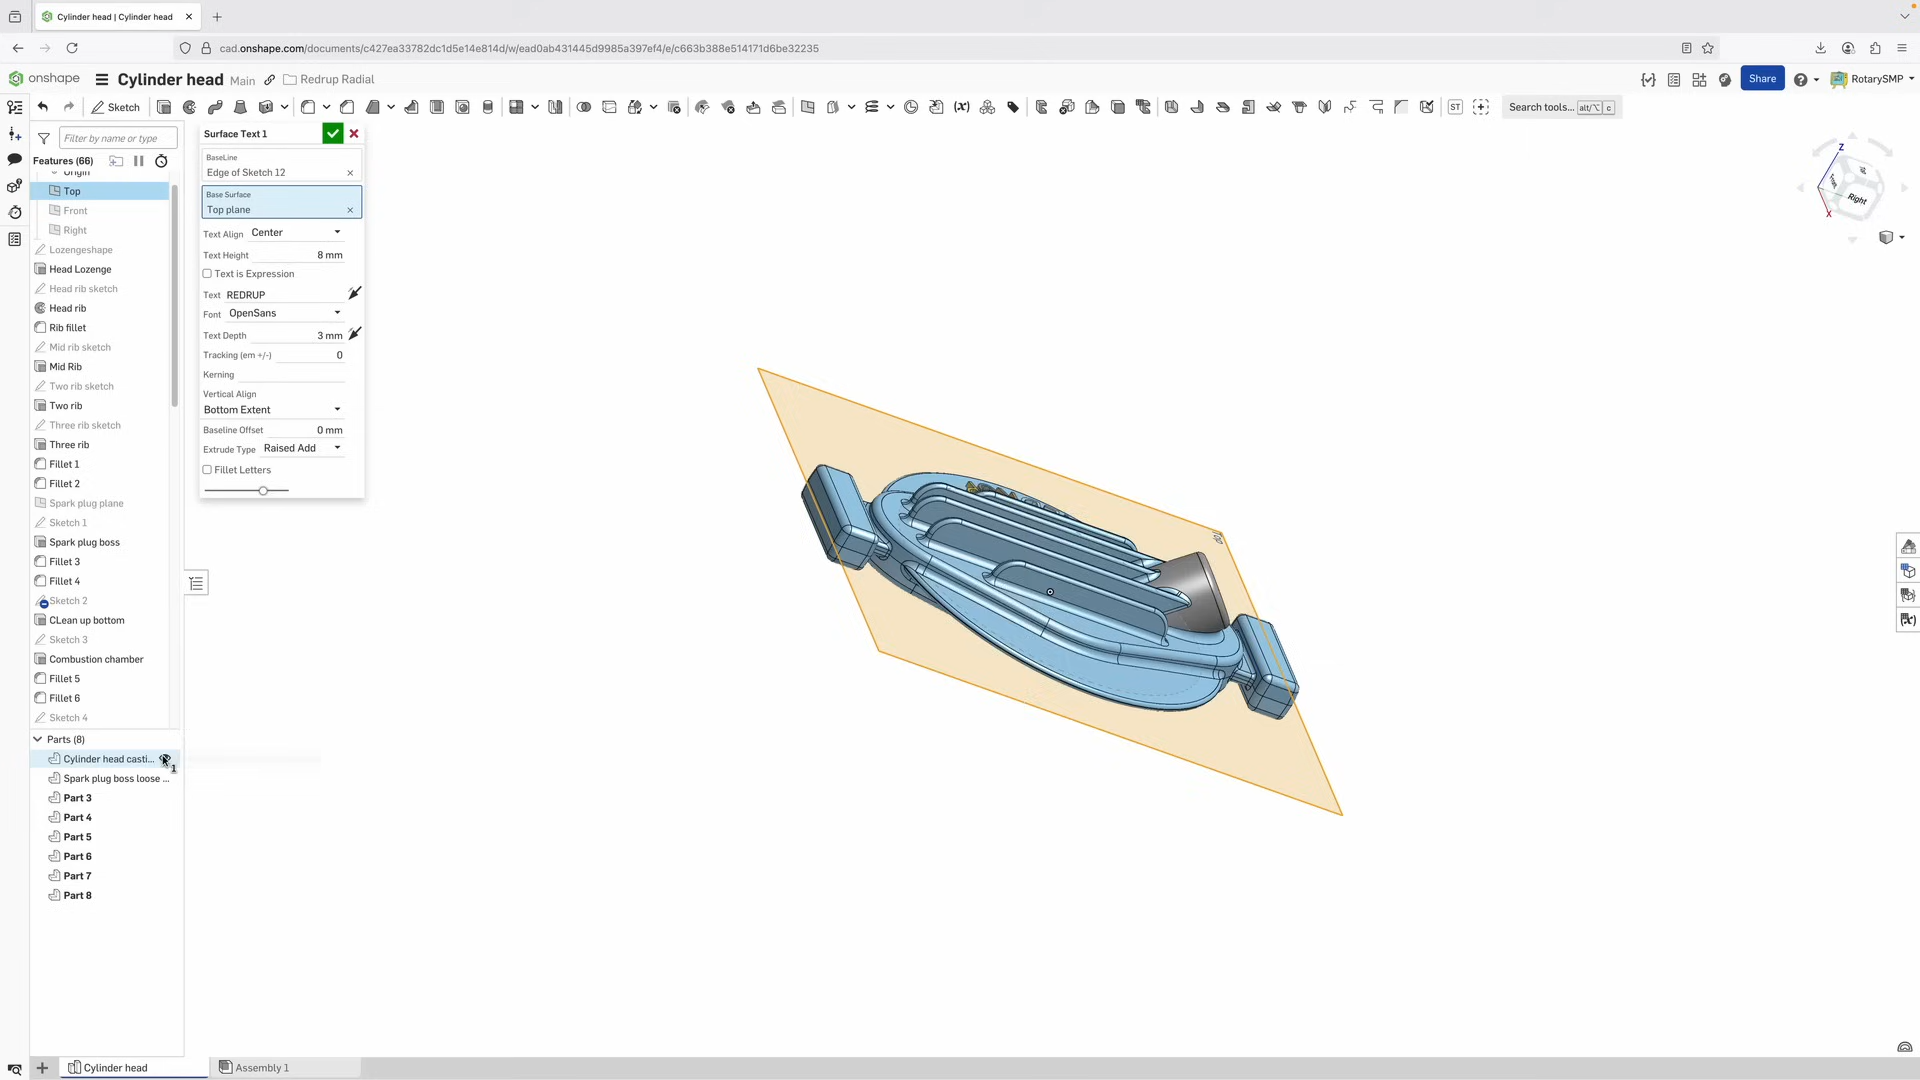 Cylinder head | Cylinder head
cad.onshape.com/documents/c427ea33782dc1d5e14e814d/w/ead0ab431445d9985a397ef4/e/c663b388e514171d6be32235
onshape
Cylinder head
Main
Redrup Radial
Share
RotarySMP
Sketch
ST
Search tools...
alt/⌥
c
Filter by name or type
Features (66)
Origin
Top
Front
Right
Lozengeshape
Head Lozenge
Head rib sketch
Head rib
Rib fillet
Mid rib sketch
Mid Rib
Two rib sketch
Two rib
Three rib sketch
Three rib
Fillet 1
Fillet 2
Spark plug plane
Sketch 1
Spark plug boss
Fillet 3
Fillet 4
Sketch 2
CLean up bottom
Sketch 3
Combustion chamber
Fillet 5
Fillet 6
Sketch 4
Parts (8)
Cylinder head casti...
1
Spark plug boss loose ...
Part 3
Part 4
Part 5
Part 6
Part 7
Part 8
Surface Text 1
BaseLine
Edge of Sketch 12
Base Surface
Top plane
Text Align Center
Text Height 8 mm
Text is Expression
Text REDRUP
Font OpenSans
Text Depth 3 mm
Tracking (em +/-) 0
Kerning
Vertical Align
Bottom Extent
Baseline Offset 0 mm
Extrude Type Raised Add
Fillet Letters
Top
Z
Right
X
Cylinder head
Assembly 1